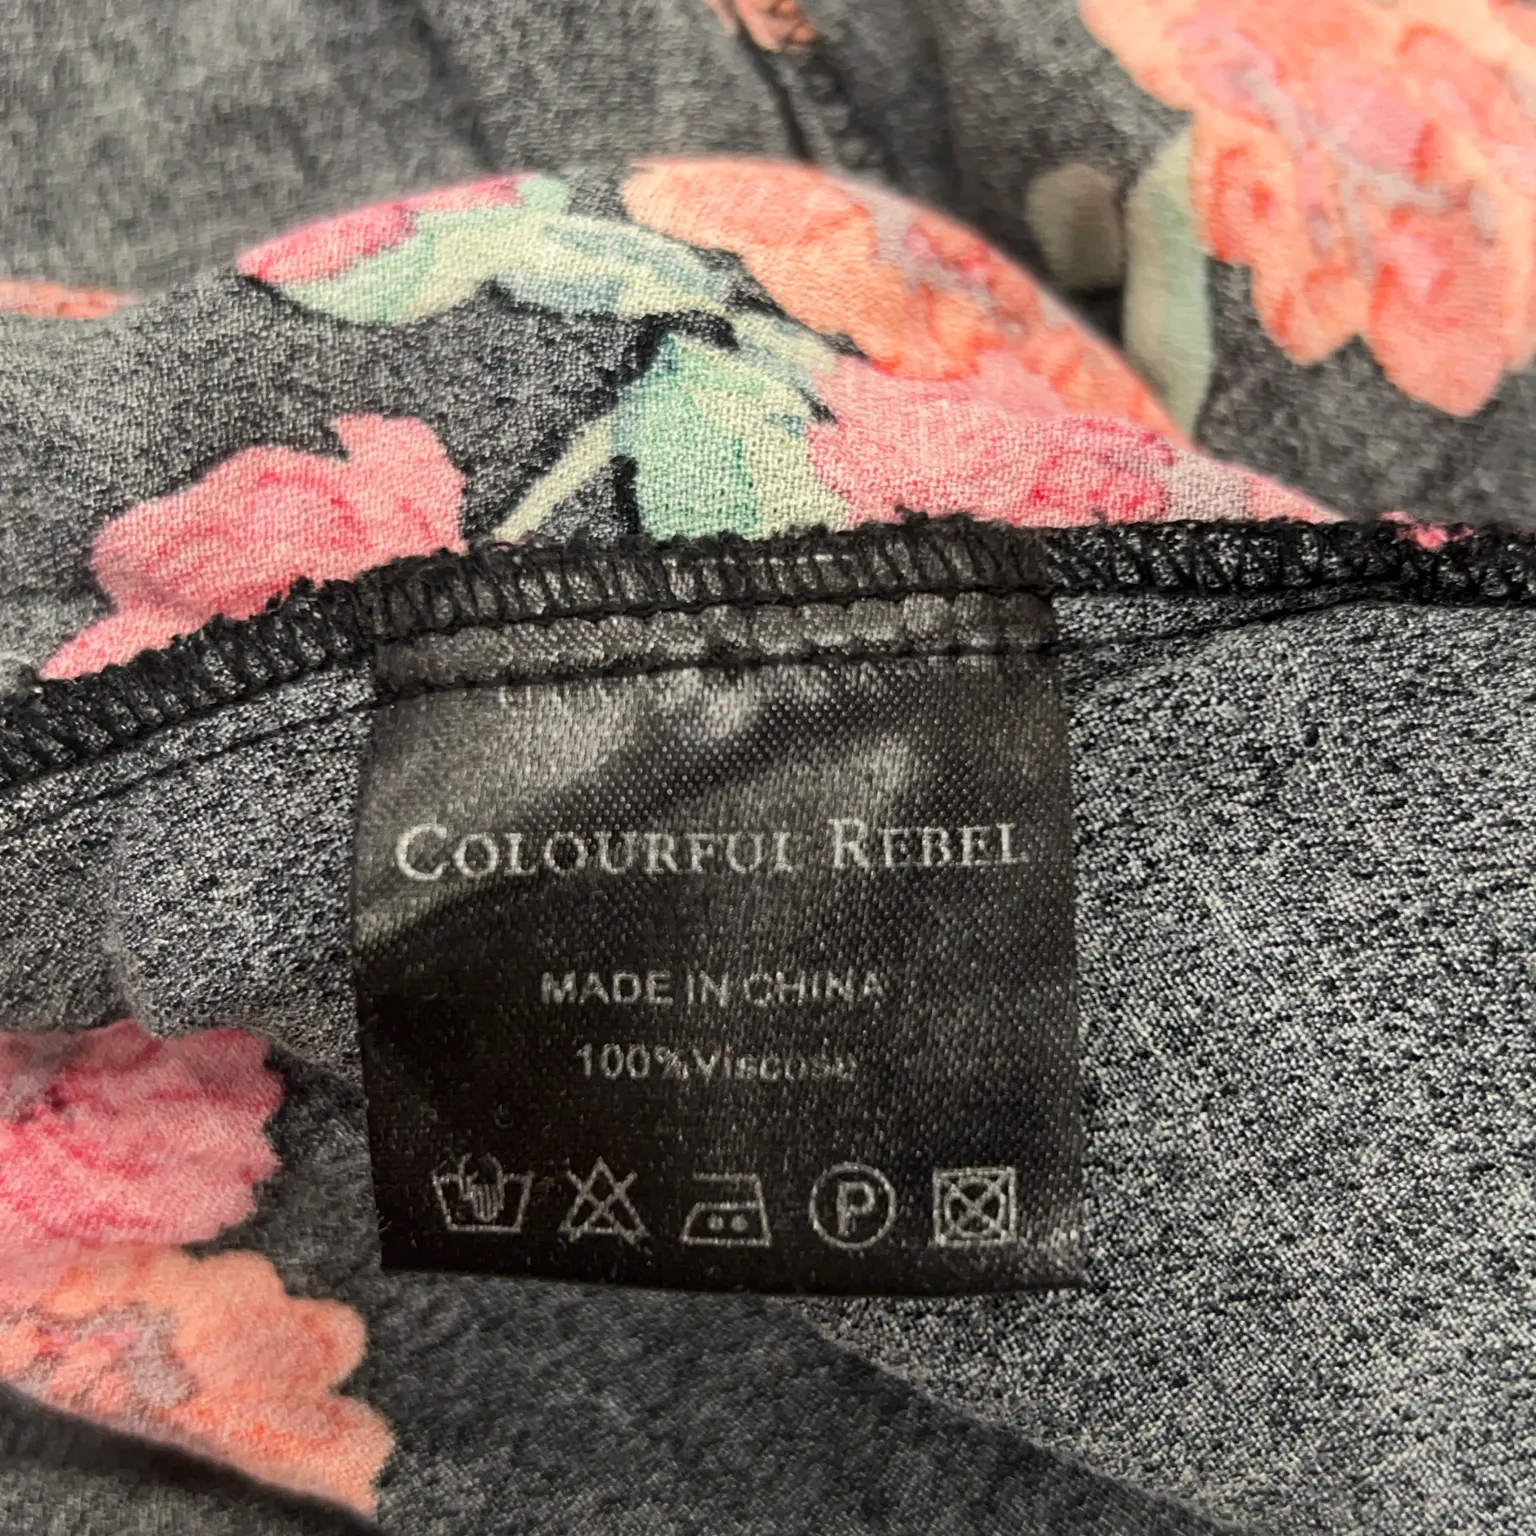 COLOURFUL REBEL
MADE IN CHINA
100%Viscose
P